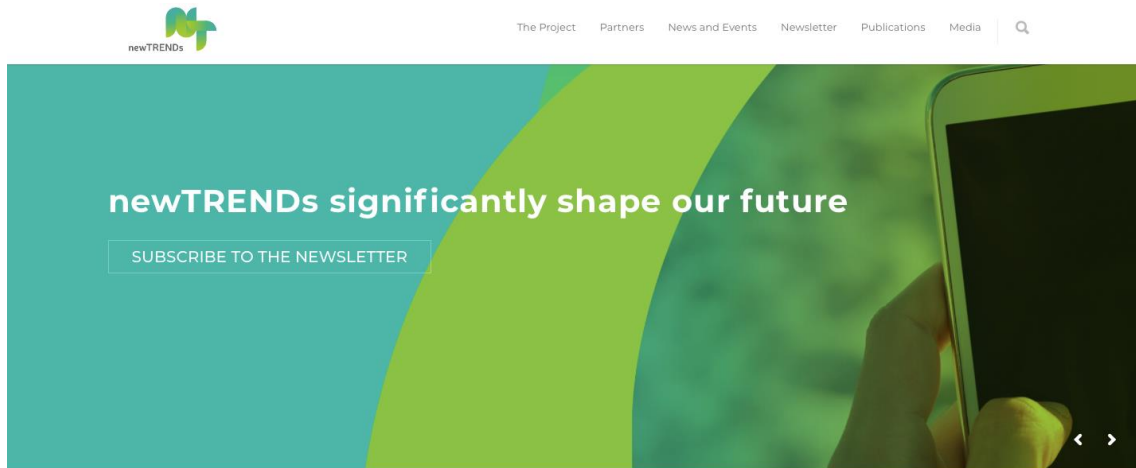 newTRENDs
The Project Partners News and Events Newsletter Publications Media
newTRENDs significantly shape our future
SUBSCRIBE TO THE NEWSLETTER